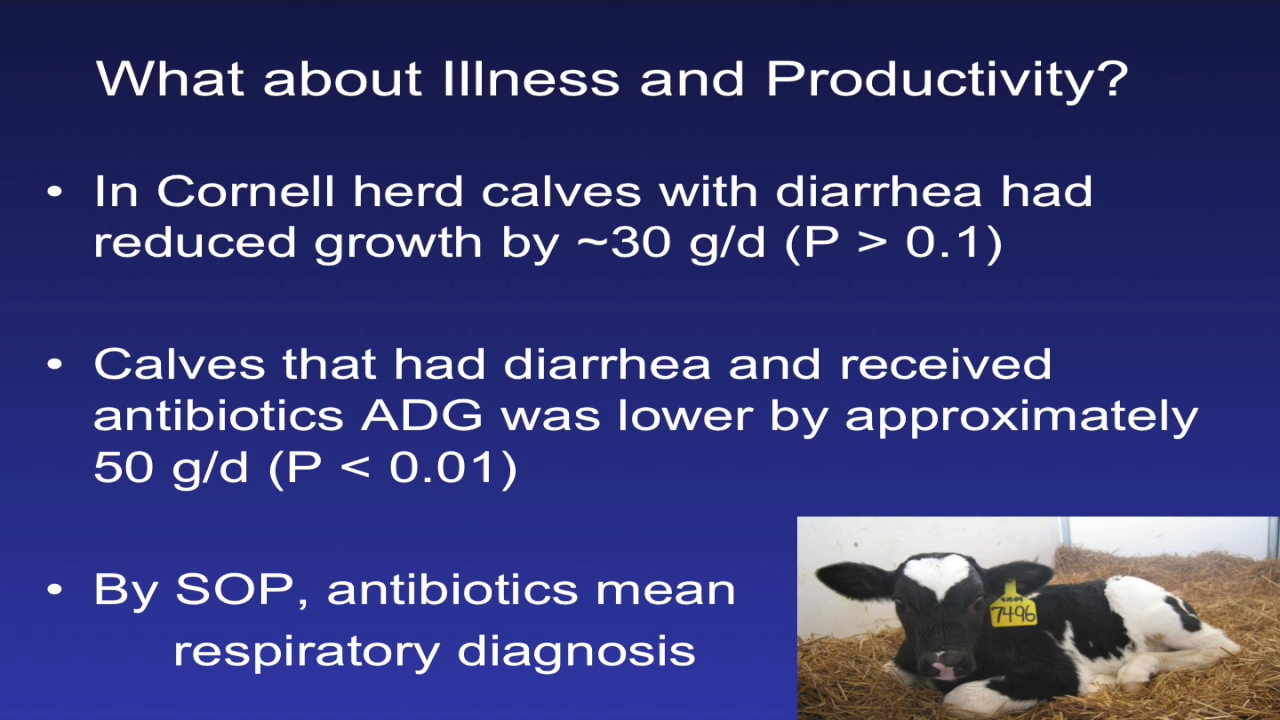 What about Illness and Productivity?
• In Cornell herd calves with diarrhea had
reduced growth by ~30 g/d (P > 0.1)
• Calves that had diarrhea and received
antibiotics ADG was lower by approximately
50 g/d (P < 0.01)
• By SOP, antibiotics mean
respiratory diagnosis
7496